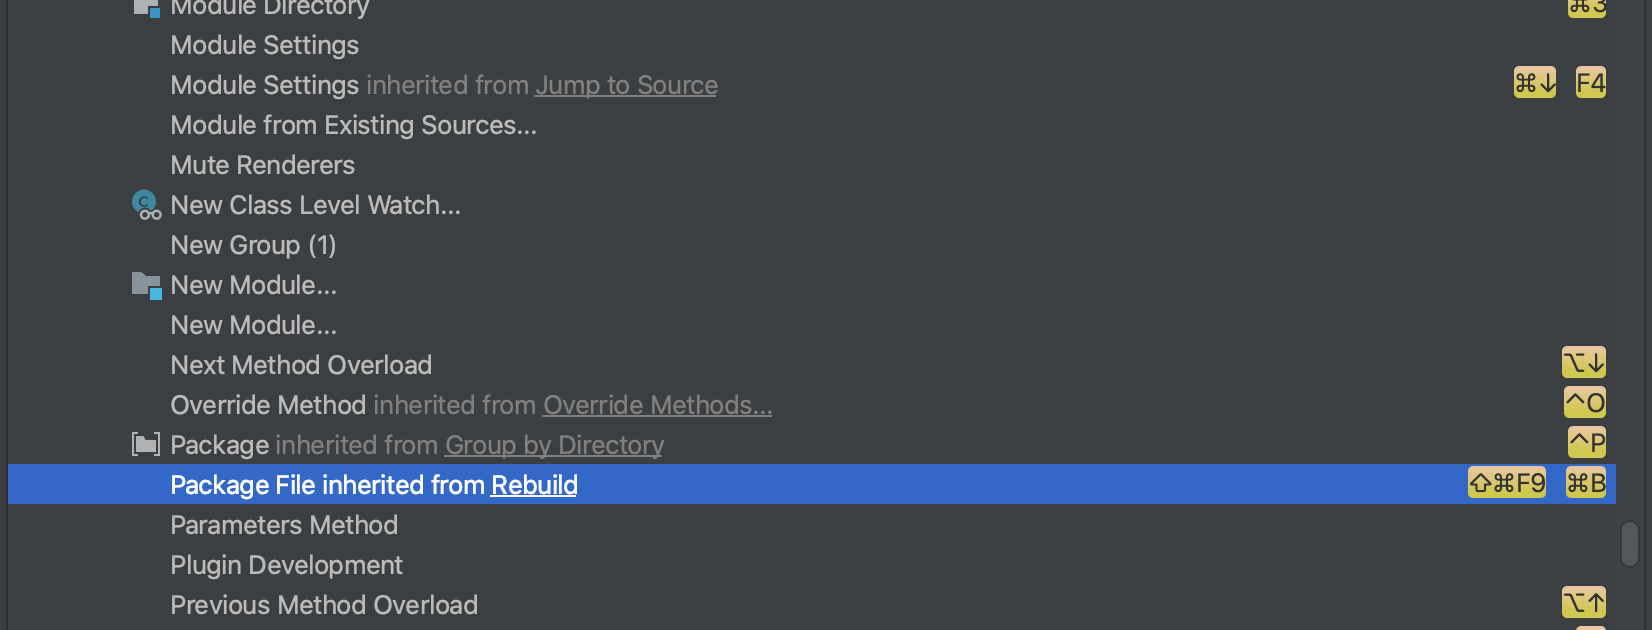 Module Directory ⌘3
Module Settings
Module Settings inherited from Jump to Source ⌘↓ F4
Module from Existing Sources...
Mute Renderers
New Class Level Watch...
New Group (1)
New Module...
New Module...
Next Method Overload ⌥↓
Override Method inherited from Override Methods... ^O
Package inherited from Group by Directory ^P
Package File inherited from Rebuild ⇧⌘F9 ⌘B
Parameters Method
Plugin Development
Previous Method Overload ⌥↑